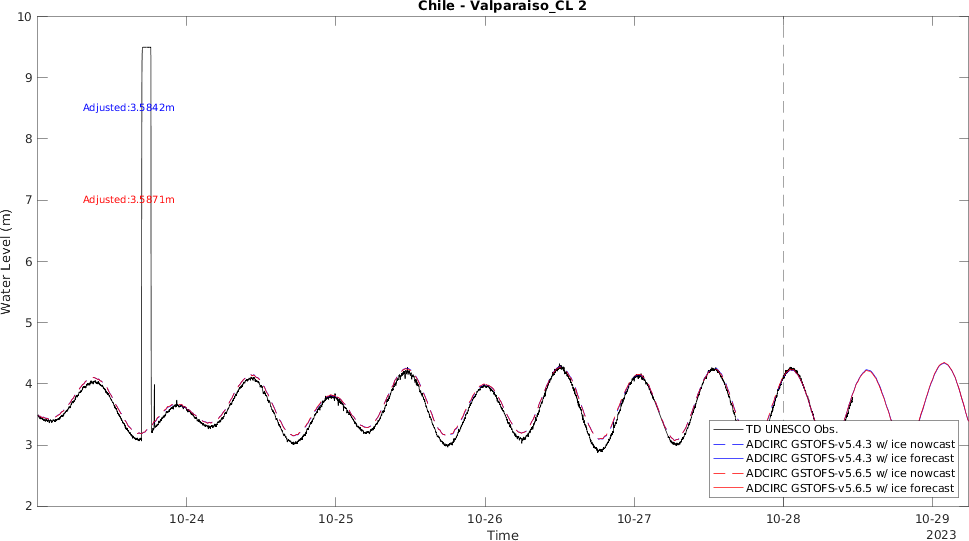 Chile - Valparaiso_CL 2
10
9
8
7
6
5
4
3
2
Water Level (m)
Adjusted:3.5842m
Adjusted:3.5871m
TD UNESCO Obs.
ADCIRC GSTOFS-v5.4.3 w/ ice nowcast
ADCIRC GSTOFS-v5.4.3 w/ ice forecast
ADCIRC GSTOFS-v5.6.5 w/ ice nowcast
ADCIRC GSTOFS-v5.6.5 w/ ice forecast
10-24 10-25 10-26 10-27 10-28 10-29
Time
2023